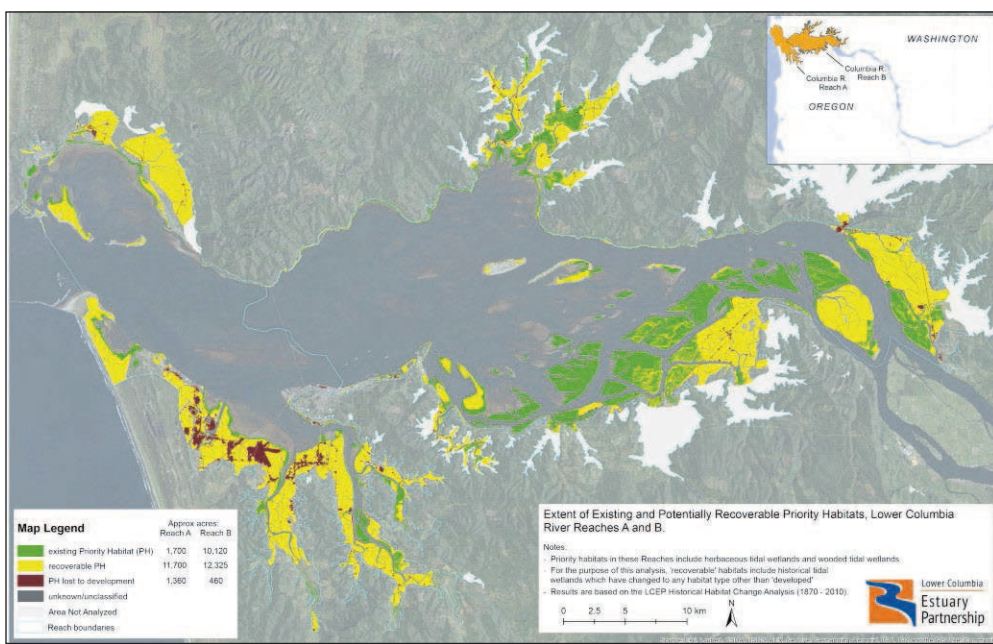 WASHINGTON
Columbia R.
Reach B
Columbia R.
Reach A
OREGON
Map Legend
Approx acres:
Reach A Reach B
existing Priority Habitat (PH) 1,700 10,120
recoverable PH 11,700 12,325
PH lost to development 1,360 460
unknown/unclassified
Area Not Analyzed
Reach boundaries
Extent of Existing and Potentially Recoverable Priority Habitats, Lower Columbia
River Reaches A and B.
Notes:
- Priority habitats in these Reaches include herbaceous tidal wetlands and wooded tidal wetlands
- For the purpose of this analysis, 'recoverable' habitats include historical tidal
wetlands which have changed to any habitat type other than 'developed'
- Results are based on the LCEP Historical Habitat Change Analysis (1870 - 2010).
0 2.5 5 10 km
N
Lower Columbia
Estuary
Partnership